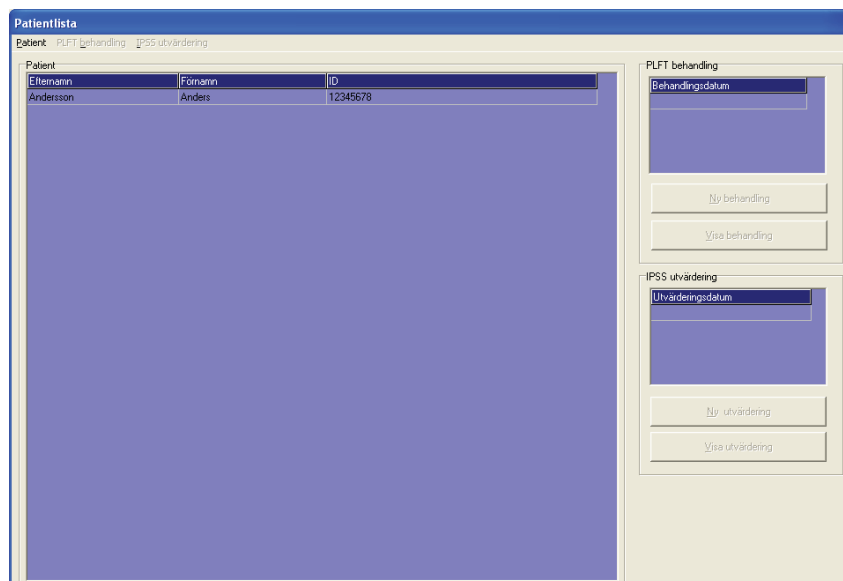 Patientlista
Patient PLFT behandling IPSS utvärdering
Patient
Efternamn Förnamn ID
Andersson Anders 12345678
PLFT behandling
Behandlingsdatum
Ny behandling
Visa behandling
IPSS utvärdering
Utvärderingsdatum
Ny utvärdering
Visa utvärdering